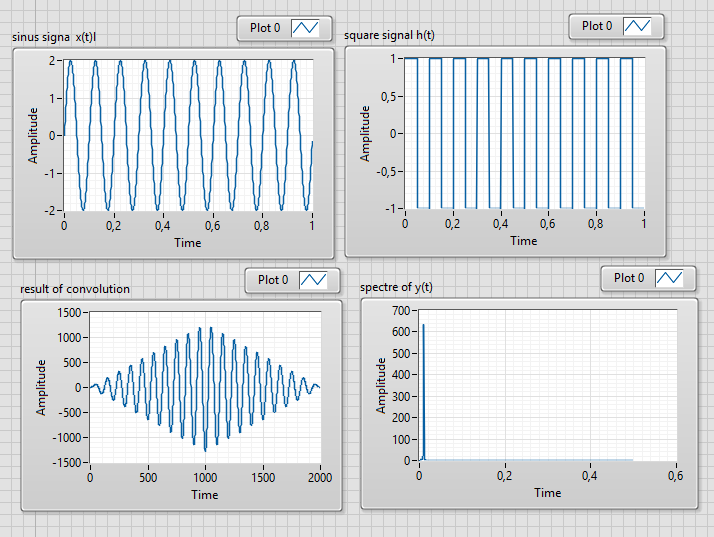 sinus signa x(t)l
Plot 0
2
1
0
-1
-2
Amplitude
0 0,2 0,4 0,6 0,8 1
Time
square signal h(t)
Plot 0
1
0,5
0
-0,5
-1
Amplitude
0 0,2 0,4 0,6 0,8 1
Time
result of convolution
Plot 0
1500
1000
500
0
-500
-1000
-1500
Amplitude
0 500 1000 1500 2000
Time
spectre of y(t)
Plot 0
700
600
500
400
300
200
100
0
Amplitude
0 0,2 0,4 0,6
Time